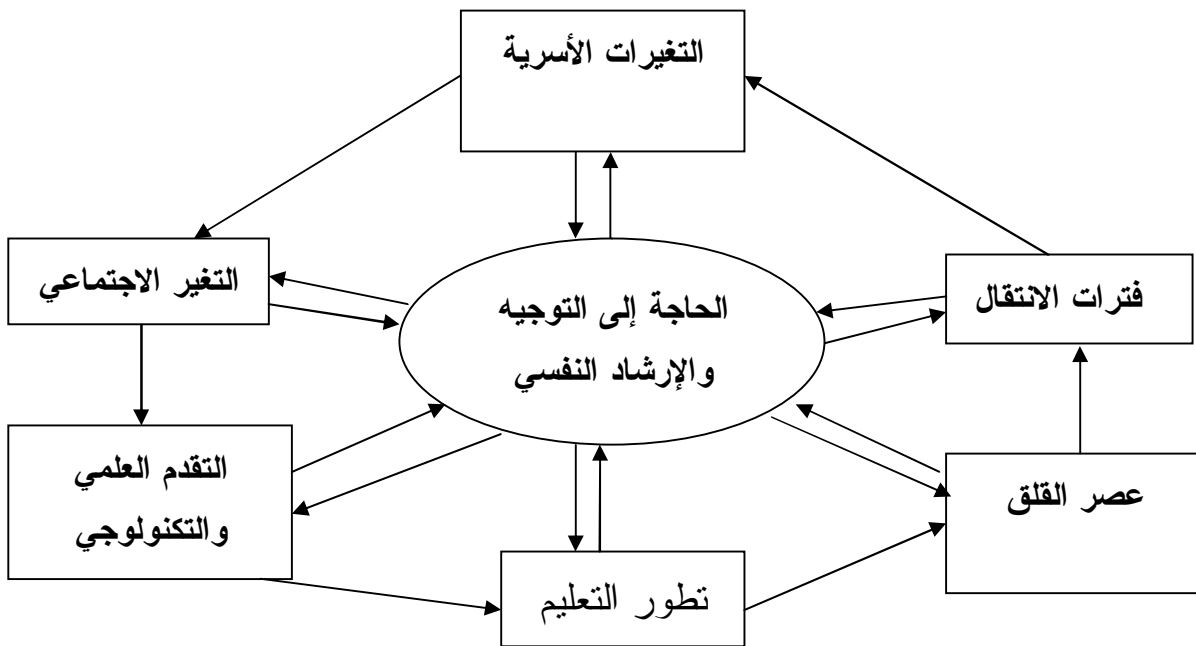 التغيرات الأسرية
التغير الاجتماعي
الحاجة إلى التوجيه
والإرشاد النفسي
فترات الانتقال
التقدم العلمي
والتكنولوجي
عصر القلق
تطور التعليم